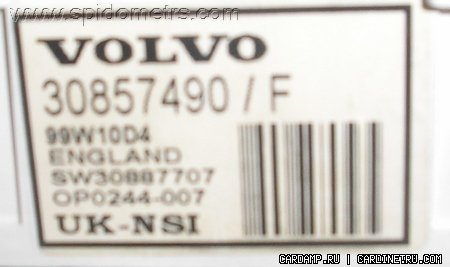 www.spidometrs.com
VOLVO
30857490 / F
99W10D4
ENGLAND
SW30887707
OP0244-007
UK-NSI
CARDAMP.RU | CARDINETRU.COM